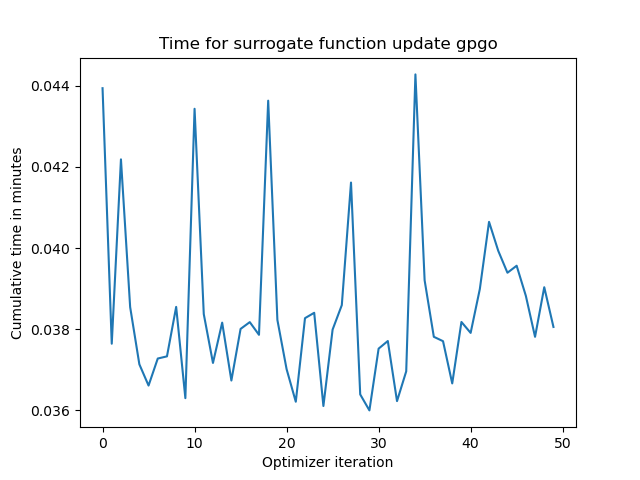 Time for surrogate function update gpgo
0.044
0.042
0.040
0.038
0.036
Cumulative time in minutes
0 10 20 30 40 50
Optimizer iteration